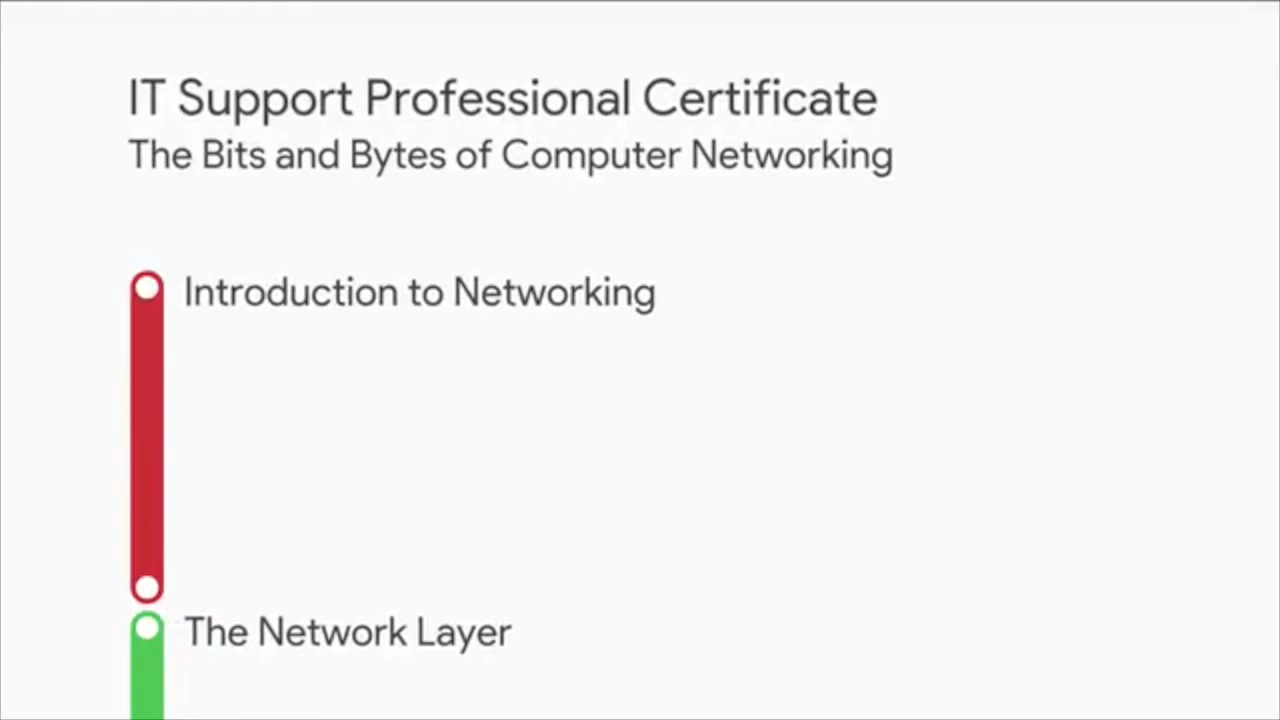 IT Support Professional Certificate
The Bits and Bytes of Computer Networking
Introduction to Networking
The Network Layer